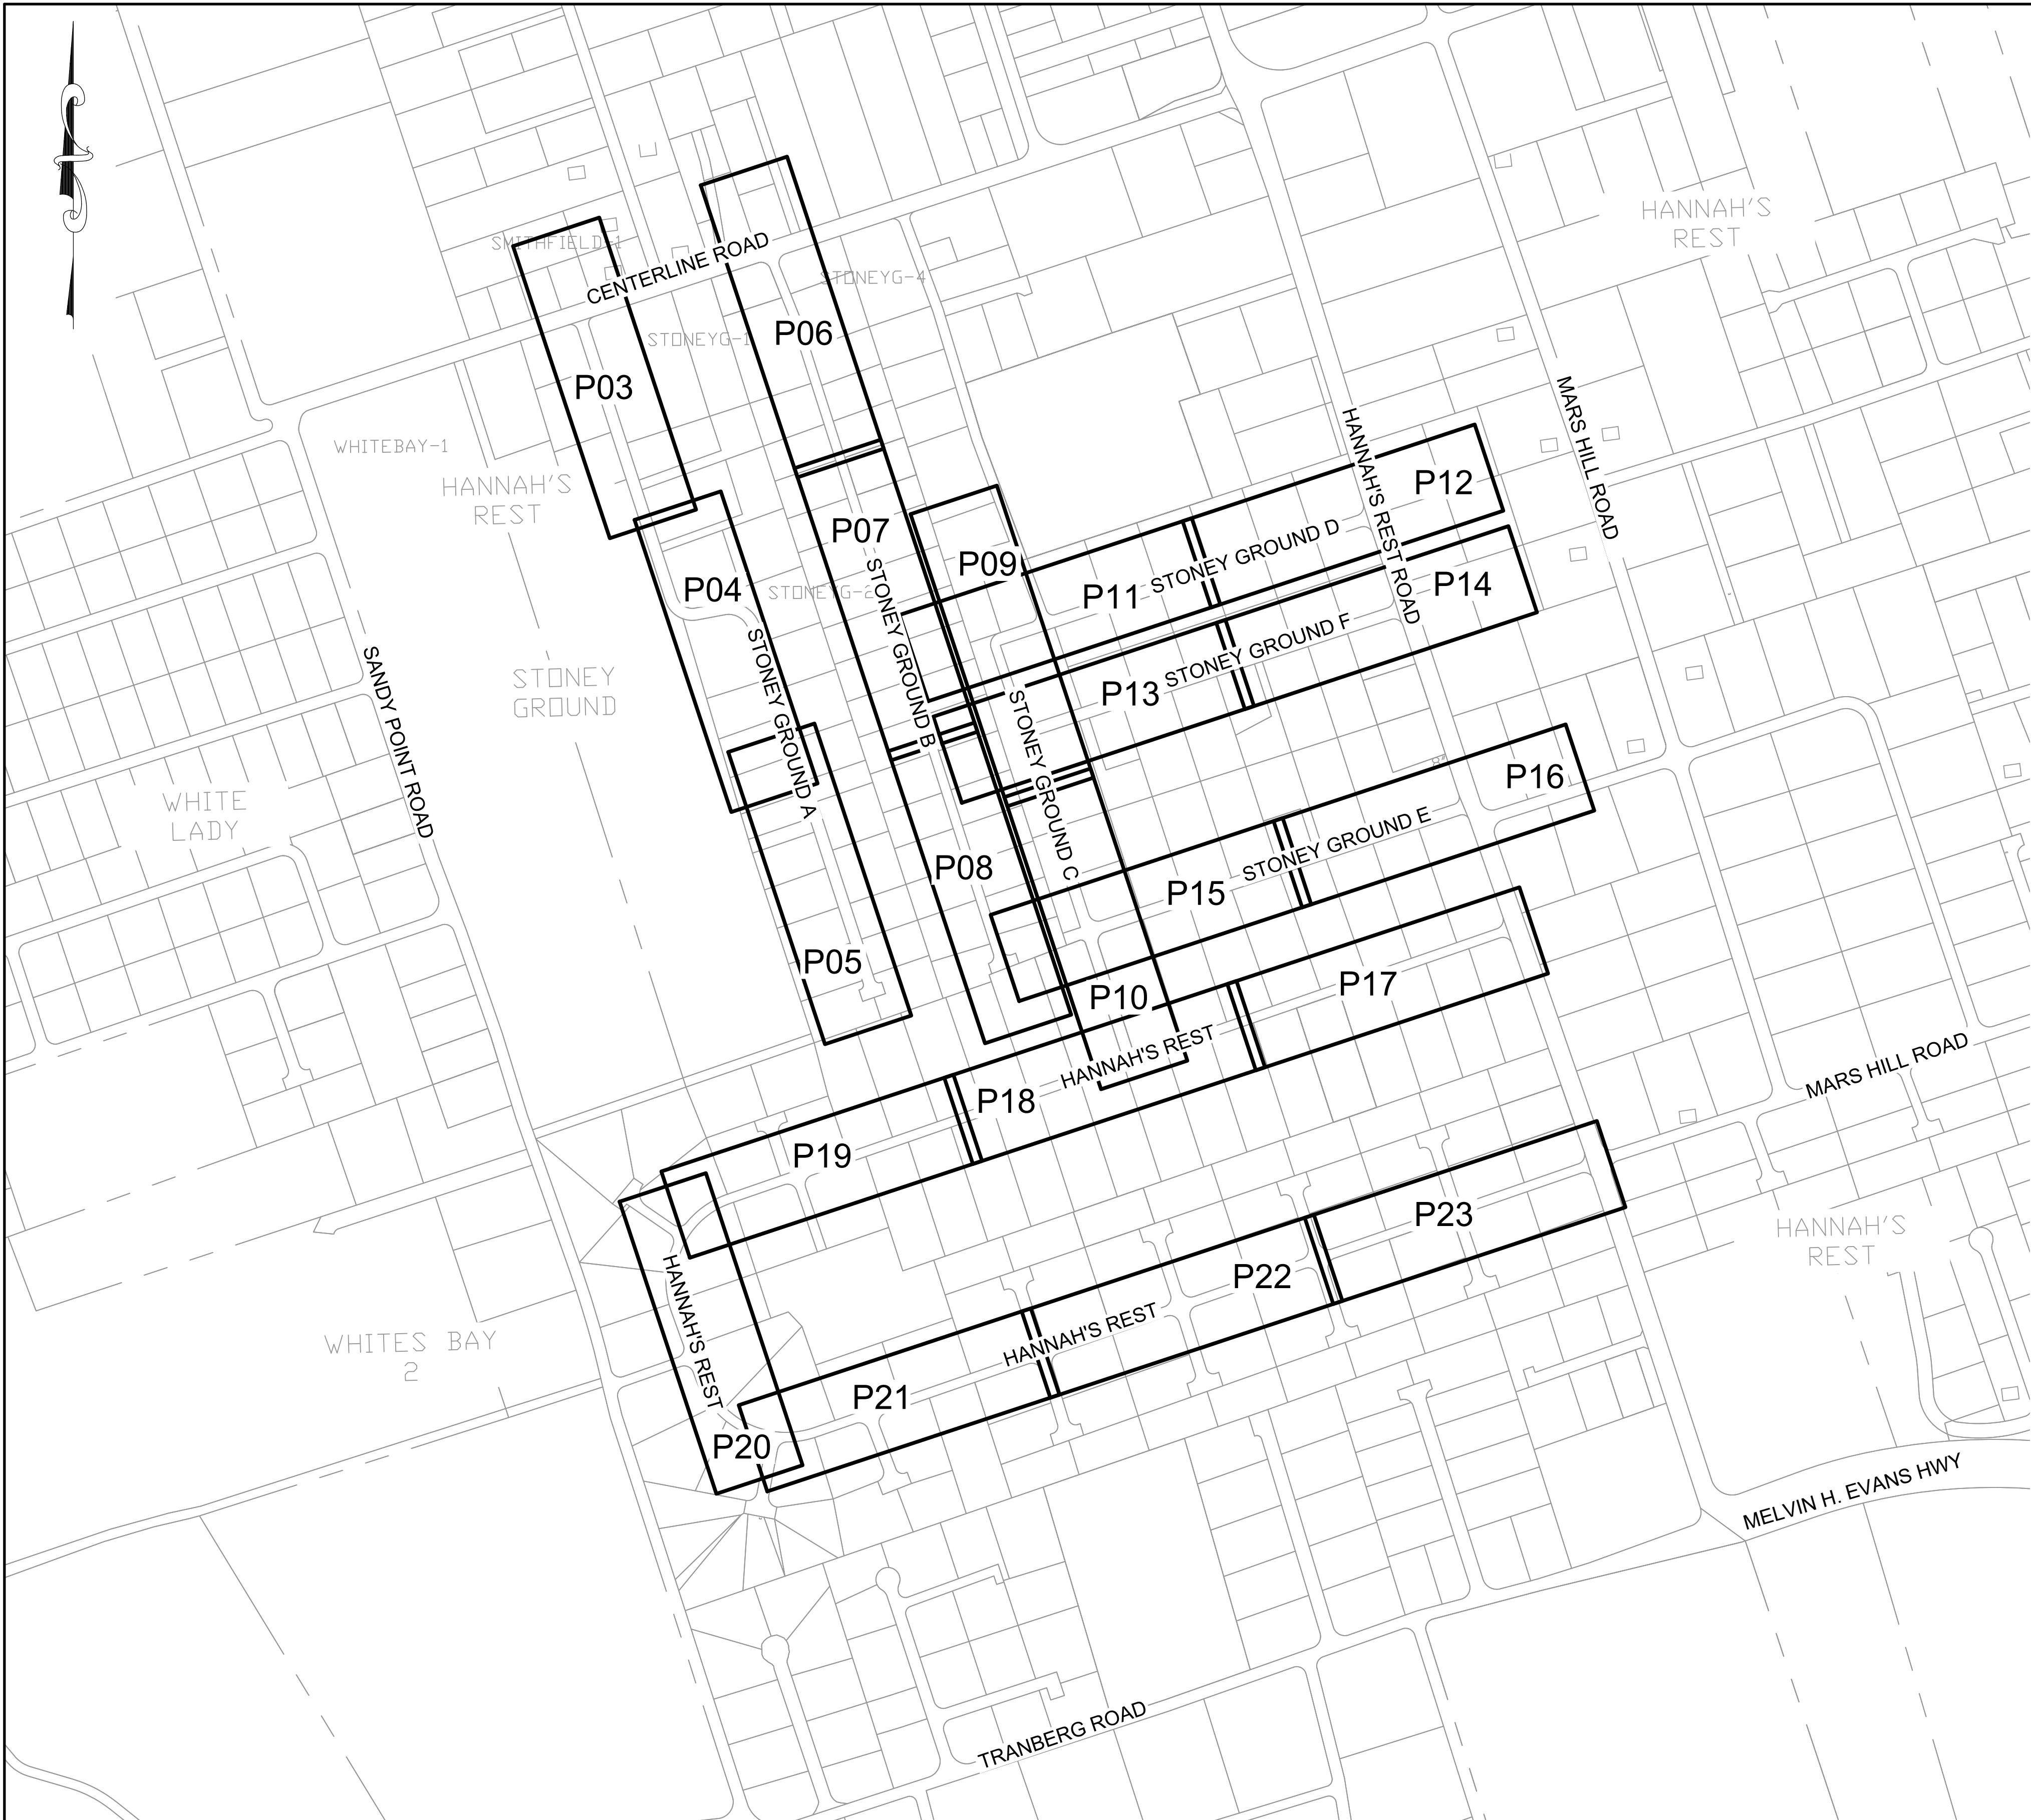 HANNAH'S
REST
SMITHFIELD-1
CENTERLINE ROAD
STONEYG-4
P06
STONEYG-1
P03
MARS HILL ROAD
HANNAH'S REST ROAD
WHITEBAY-1
HANNAH'S
REST
P12
P07
STONEY GROUND D
P09
P04
STONEYG-2
P11
P14
STONEY GROUND B
STONEY GROUND F
STONEY GROUND A
SANDY POINT ROAD
STONEY
GROUND
P13
STONEY GROUND C
P16
WHITE
LADY
STONEY GROUND E
P08
P15
P05
P10
P17
HANNAH'S REST
MARS HILL ROAD
P18
P19
P23
HANNAH'S
REST
HANNAH'S REST
P22
WHITES BAY
2
HANNAH'S REST
P21
P20
MELVIN H. EVANS HWY
TRANBERG ROAD